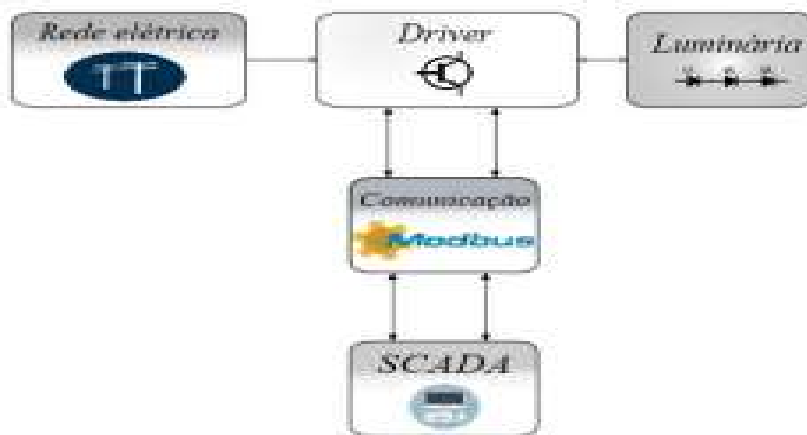 Rede elétrica
Driver
Luminária
Comunicação
Modbus
SCADA